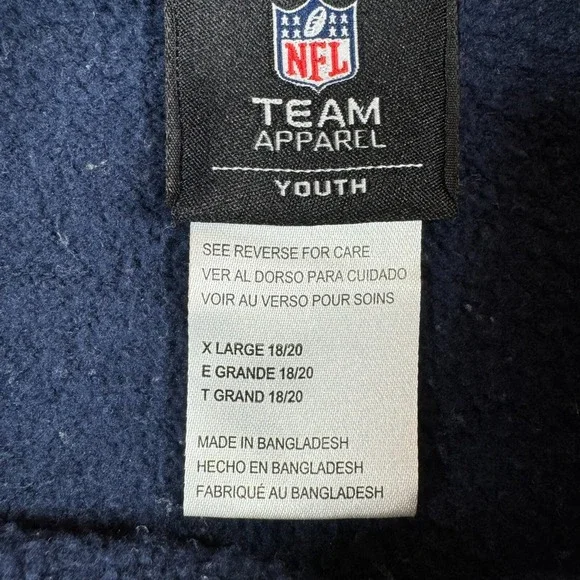 NFL
TEAM
APPAREL
YOUTH
SEE REVERSE FOR CARE
VER AL DORSO PARA CUIDADO
VOIR AU VERSO POUR SOINS
X LARGE 18/20
E GRANDE 18/20
T GRAND 18/20
MADE IN BANGLADESH
HECHO EN BANGLADESH
FABRIQUÉ AU BANGLADESH